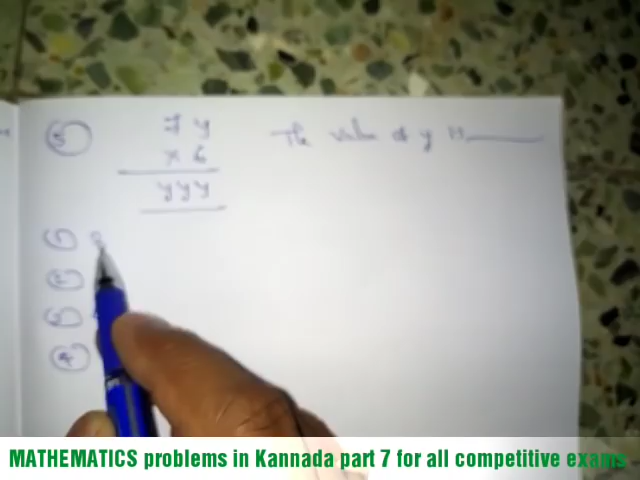 5 7 y The value of y is
x 6
yyy
1
2
3
4
MATHEMATICS problems in Kannada part 7 for all competitive exams